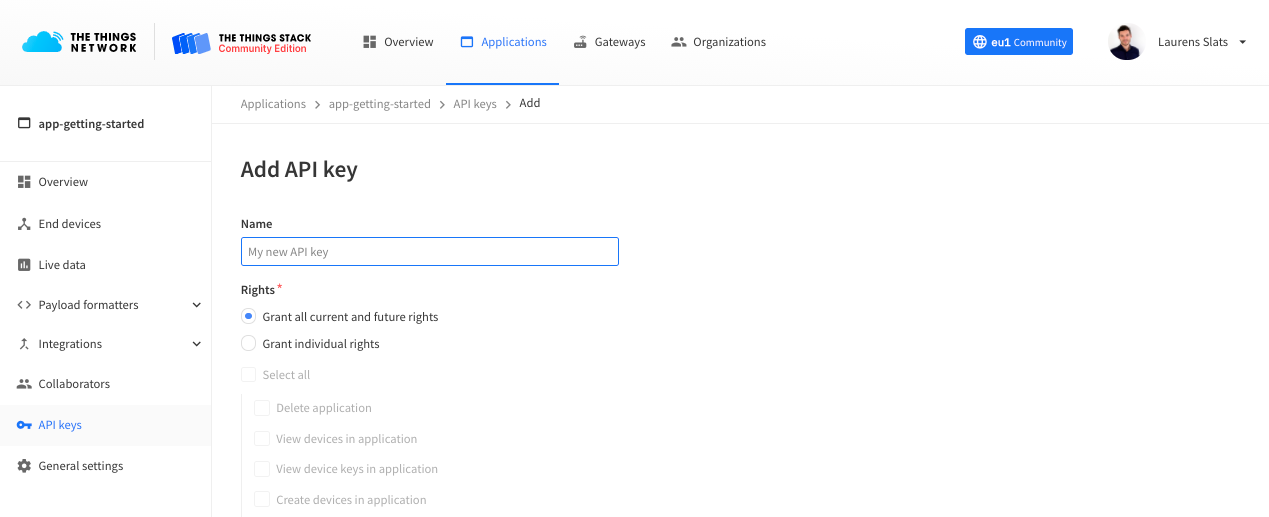 THE THINGS
NETWORK
THE THINGS STACK
Community Edition
Overview
Applications
Gateways
Organizations
eu1 Community
Laurens Slats
app-getting-started
Overview
End devices
Live data
Payload formatters
Integrations
Collaborators
API keys
General settings
Applications > app-getting-started > API keys > Add
Add API key
Name
My new API key
Rights*
Grant all current and future rights
Grant individual rights
Select all
Delete application
View devices in application
View device keys in application
Create devices in application